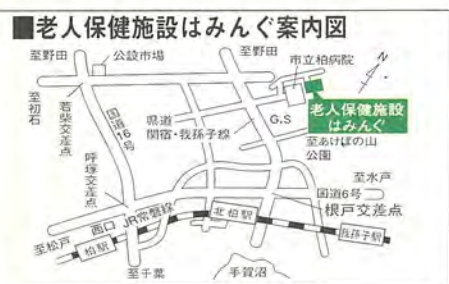 ■老人保健施設はみんぐ案内図
至野田
公設市場
至野田
市立柏病院
N
至初石
若柴交差点
国道16号
県道
関宿・我孫子線
G.S
老人保健施設
はみんぐ
至あけぼの山
公園
呼塚交差点
至水戸
国道6号
根戸交差点
西口
JR常磐線
北柏駅
至松戸
柏駅
我孫子駅
至千葉
手賀沼